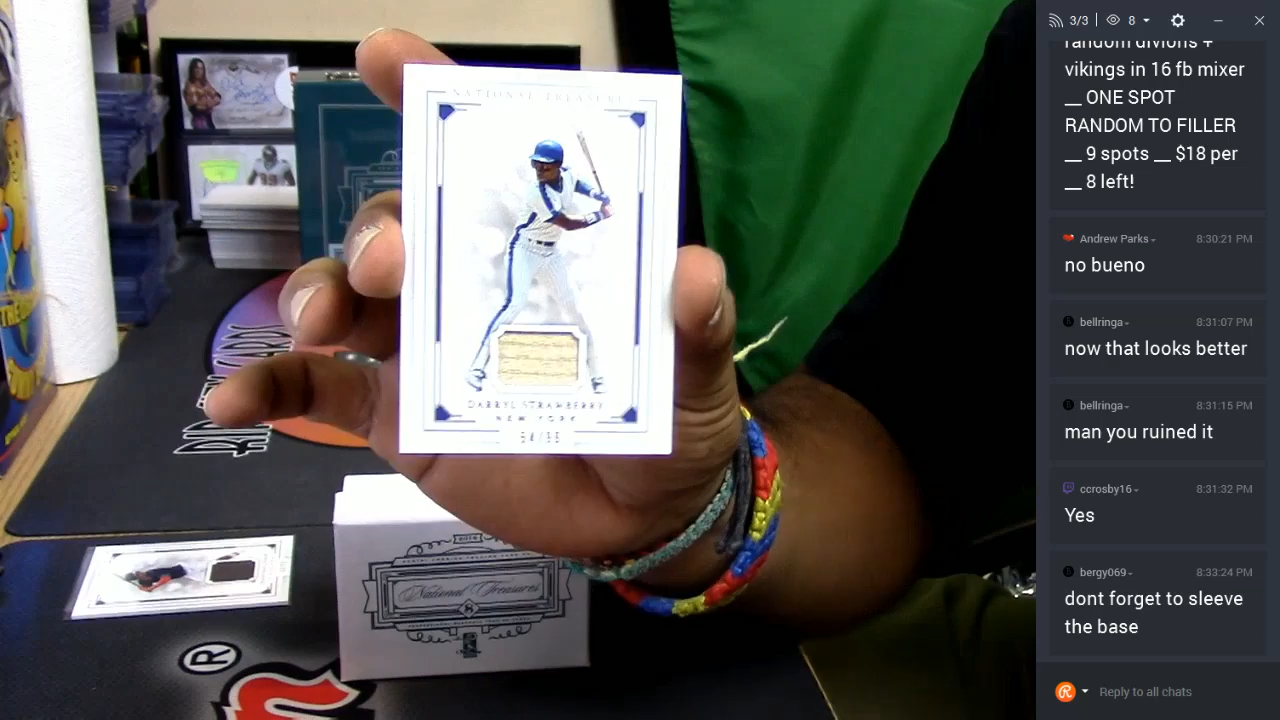 NATIONAL TREASURES
DARRYL STRAWBERRY
NEW YORK
National Treasures
®
3/3
8
random divions +
vikings in 16 fb mixer
__ ONE SPOT
RANDOM TO FILLER
__ 9 spots __ $18 per
__ 8 left!
Andrew Parks
8:30:21 PM
no bueno
bellringa
8:31:07 PM
now that looks better
bellringa
8:31:15 PM
man you ruined it
ccrosby16
8:31:32 PM
Yes
bergy069
8:33:24 PM
dont forget to sleeve
the base
Reply to all chats